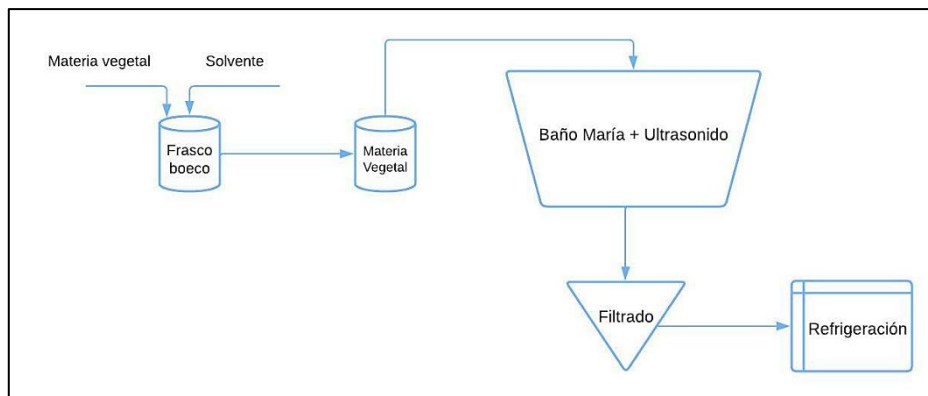 Materia vegetal
Solvente
Frasco
boeco
Materia
Vegetal
Baño María + Ultrasonido
Filtrado
Refrigeración